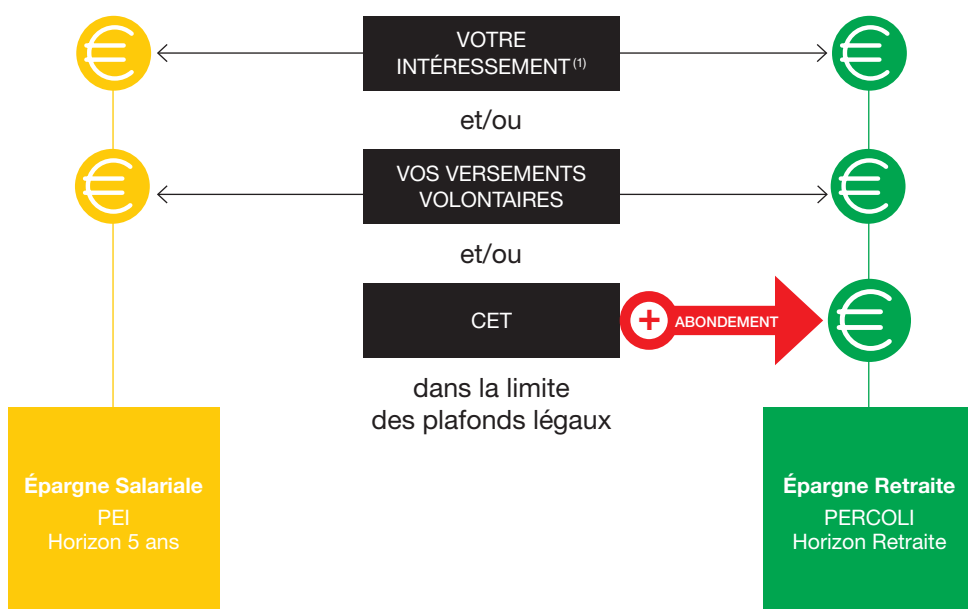 VOTRE
INTÉRESSEMENT(1)
et/ou
VOS VERSEMENTS
VOLONTAIRES
et/ou
CET
+ ABONDEMENT
dans la limite
des plafonds légaux
Épargne Salariale
PEI
Horizon 5 ans
Épargne Retraite
PERCOLI
Horizon Retraite